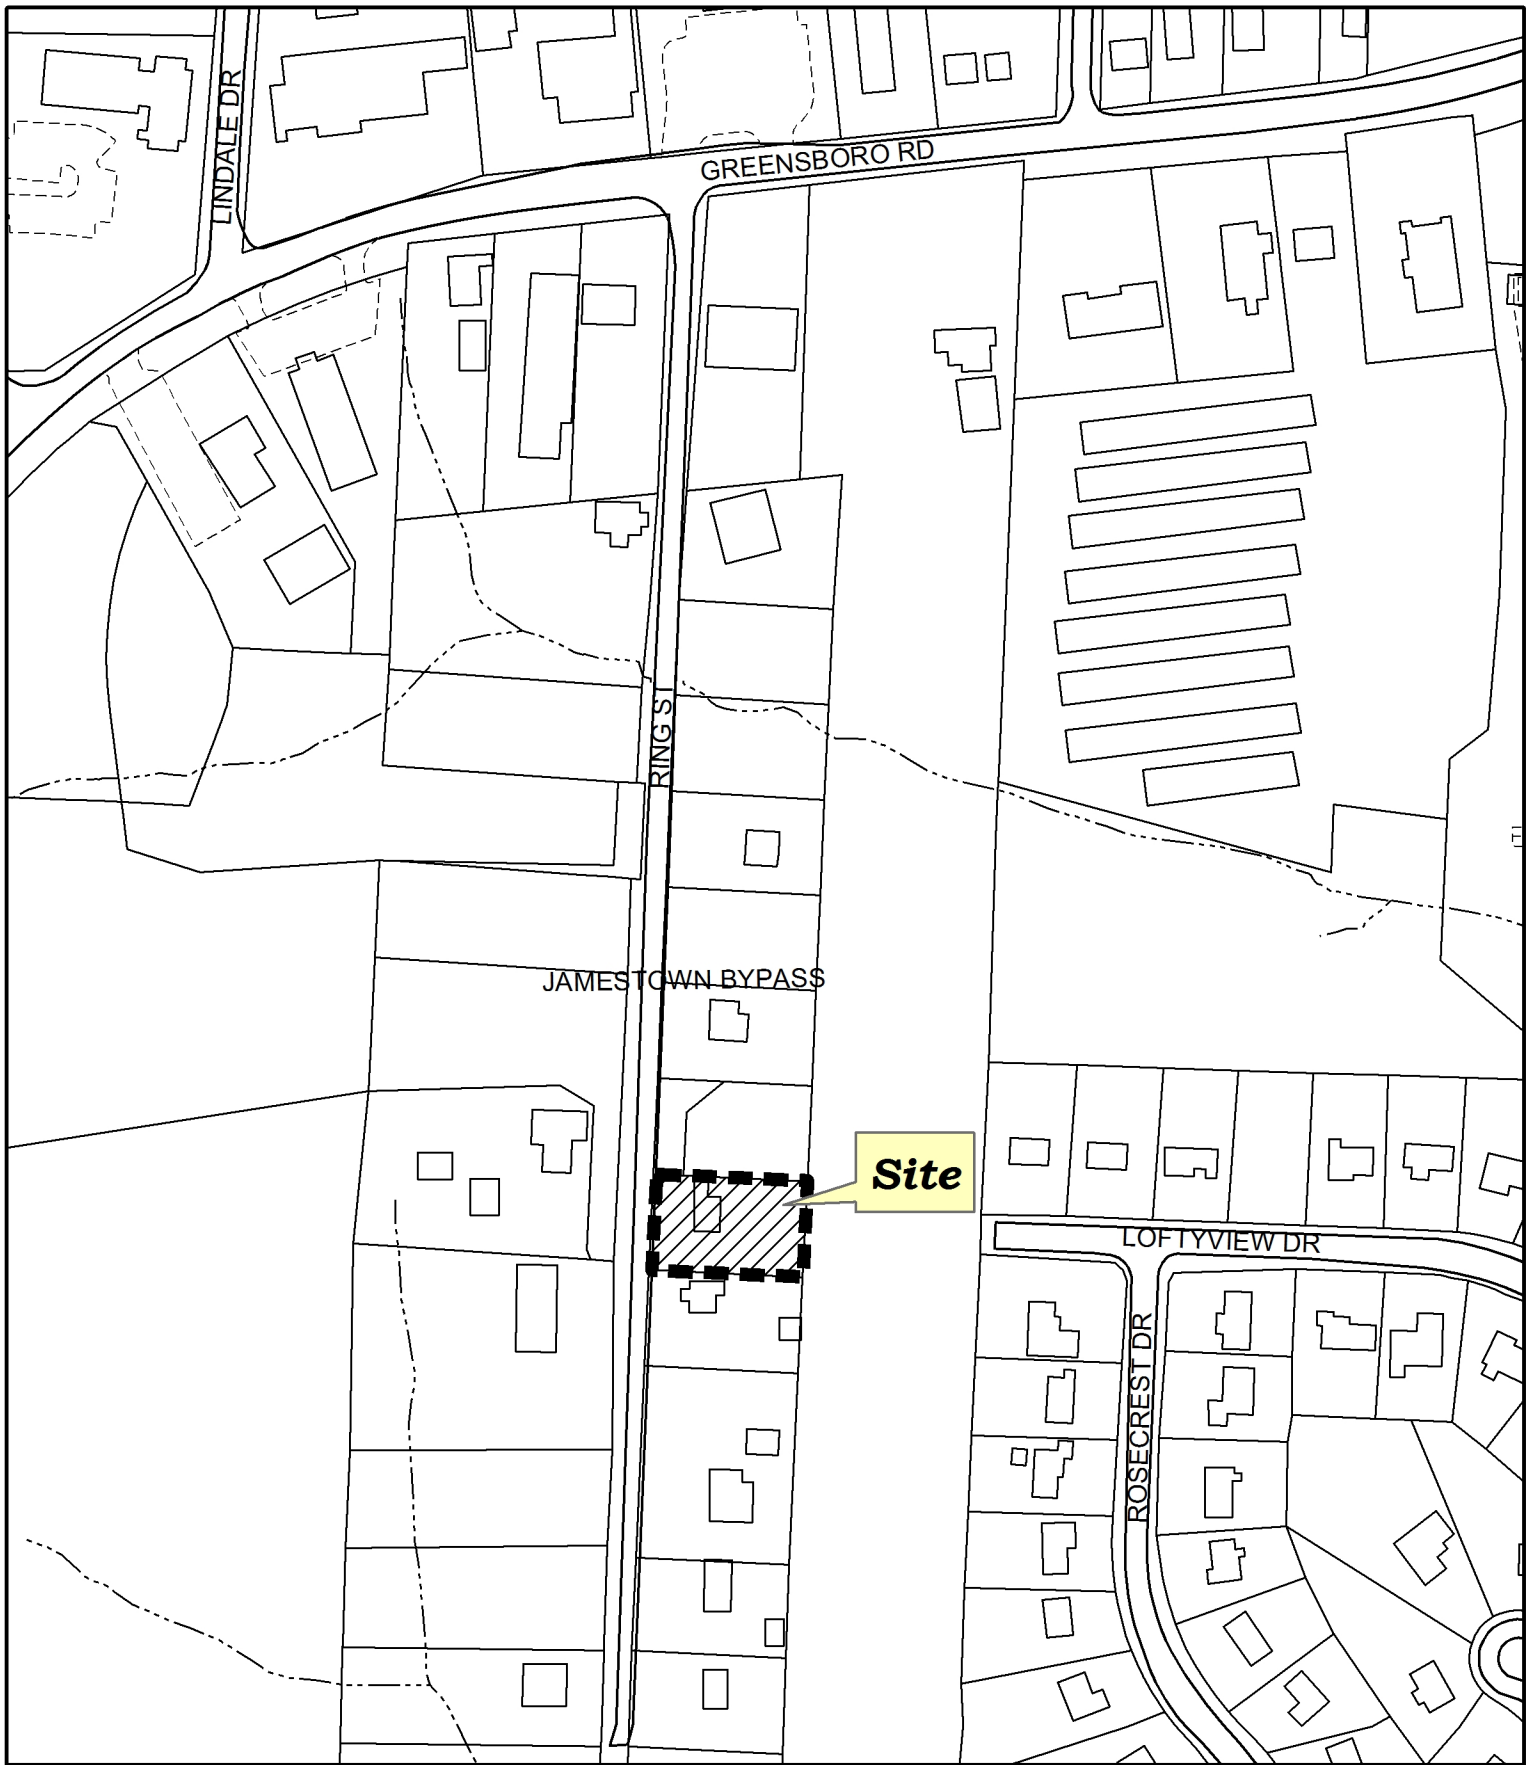 LINDALE DR
GREENSBORO RD
RING ST
JAMESTOWN BYPASS
Site
LOFTYVIEW DR
ROSECREST DR